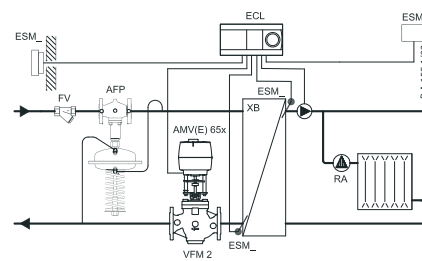 ECL
ESM_
ESM
FV
AFP
ESM_
XB
AMV(E) 65x
RA
ESM_
VFM 2